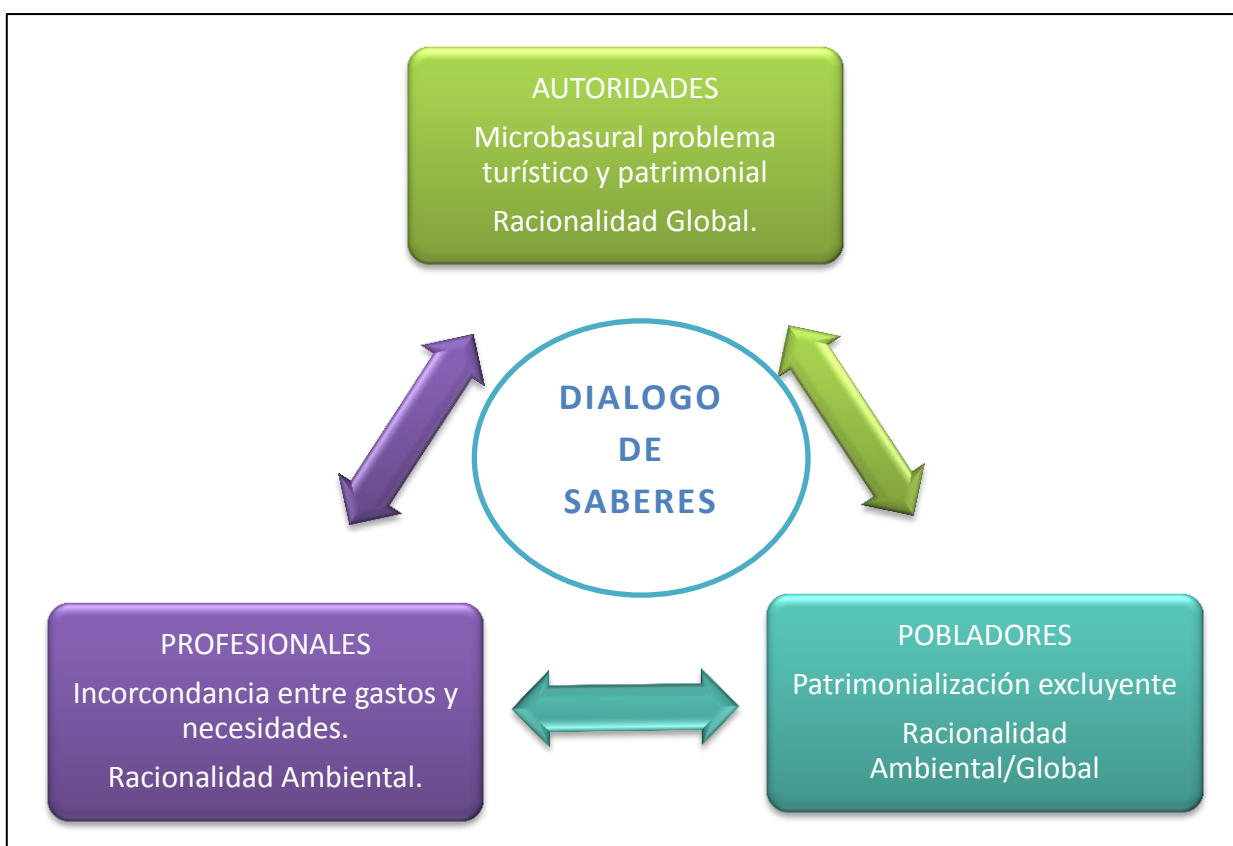 AUTORIDADES
Microbasural problema
turístico y patrimonial
Racionalidad Global.
DIALOGO
DE
SABERES
PROFESIONALES
Incorcondancia entre gastos y
necesidades.
Racionalidad Ambiental.
POBLADORES
Patrimonialización excluyente
Racionalidad
Ambiental/Global